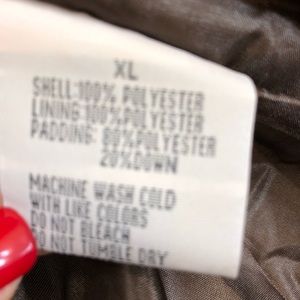 XL
SHELL:100% POLYESTER
LINING:100% POLYESTER
PADDING: 80%POLYESTER
20%DOWN
MACHINE WASH COLD
WITH LIKE COLORS
DO NOT BLEACH
DO NOT TUMBLE DRY